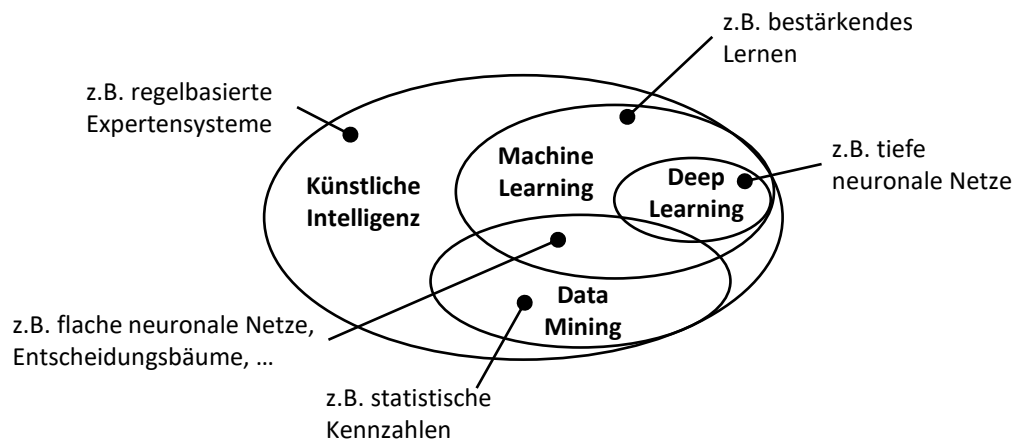 z.B. bestärkendes
Lernen
z.B. regelbasierte
Expertensysteme
z.B. tiefe
neuronale Netze
Machine
Learning
Deep
Learning
Künstliche
Intelligenz
Data
Mining
z.B. flache neuronale Netze,
Entscheidungsbäume, ...
z.B. statistische
Kennzahlen